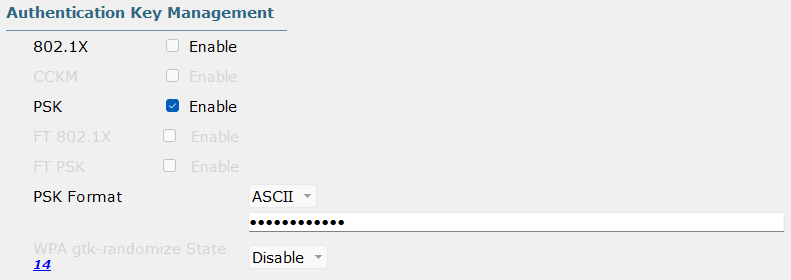 Authentication Key Management
802.1X Enable
CCKM Enable
PSK Enable
FT 802.1X Enable
FT PSK Enable
PSK Format ASCII
••••••••••••
WPA gtk-randomize State Disable
14